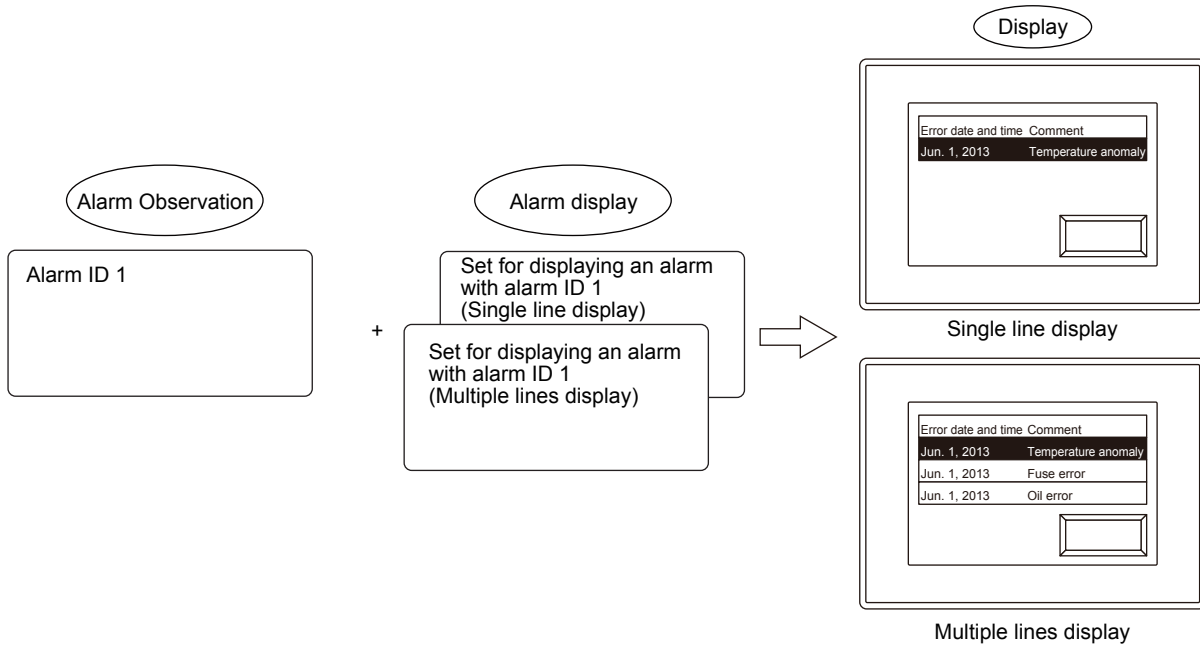 Display
Error date and time Comment
Jun. 1, 2013 Temperature anomaly
Single line display
Alarm Observation
Alarm ID 1
+
Alarm display
Set for displaying an alarm
with alarm ID 1
(Single line display)
Set for displaying an alarm
with alarm ID 1
(Multiple lines display)
Error date and time Comment
Jun. 1, 2013 Temperature anomaly
Jun. 1, 2013 Fuse error
Jun. 1, 2013 Oil error
Multiple lines display